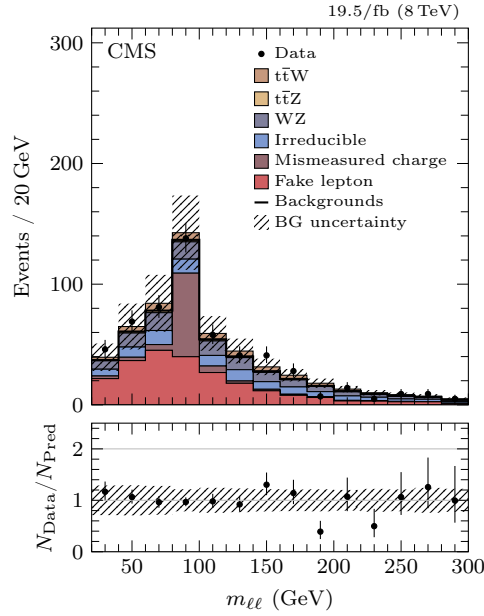 19.5/fb (8 TeV)
CMS
Data
tt̄W
tt̄Z
WZ
Irreducible
Mismeasured charge
Fake lepton
Backgrounds
BG uncertainty
Events / 20 GeV
300
200
100
0
N_Data/N_Pred
2
1
0
50 100 150 200 250 300
m_ℓℓ (GeV)